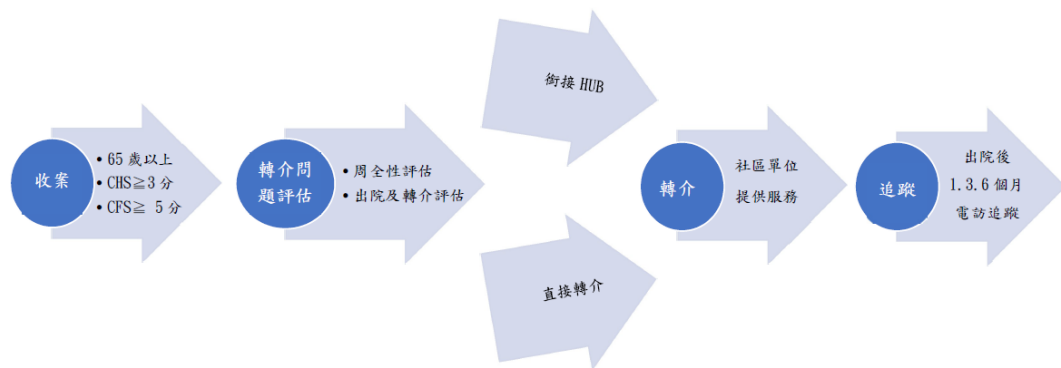 收案
• 65 歲以上
• CHS≧3 分
• CFS≧ 5 分
轉介問
題評估
• 周全性評估
• 出院及轉介評估
銜接 HUB
直接轉介
轉介
社區單位
提供服務
追蹤
出院後
1.3.6 個月
電訪追蹤